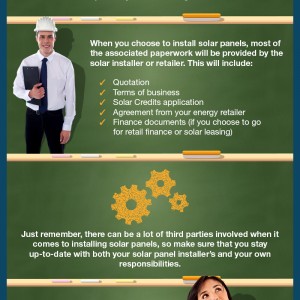 When you choose to install solar panels, most of
the associated paperwork will be provided by the
solar installer or retailer. This will include:
Quotation
Terms of business
Solar Credits application
Agreement from your energy retailer
Finance documents (if you choose to go
for retail finance or solar leasing)
Just remember, there can be a lot of third parties involved when it
comes to installing solar panels, so make sure that you stay
up-to-date with both your solar panel installer's and your own
responsibilities.